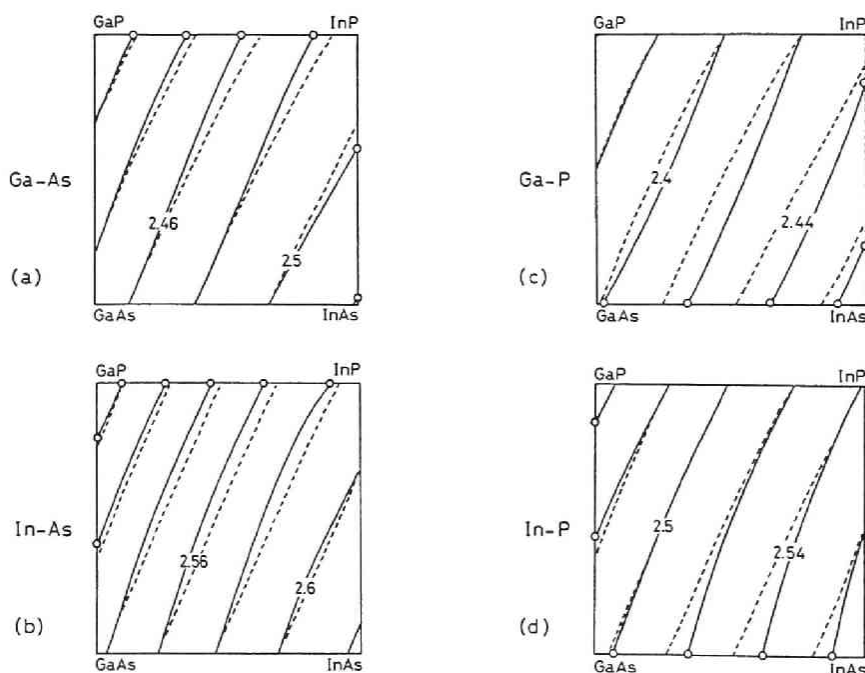 GaP InP
Ga-As
2.46
2.5
(a)
GaAs InAs
GaP InP
In-As
2.56
2.6
(b)
GaAs InAs
GaP InP
Ga-P
2.4
2.44
(c)
GaAs InAs
GaP InP
In-P
2.5
2.54
(d)
GaAs InAs